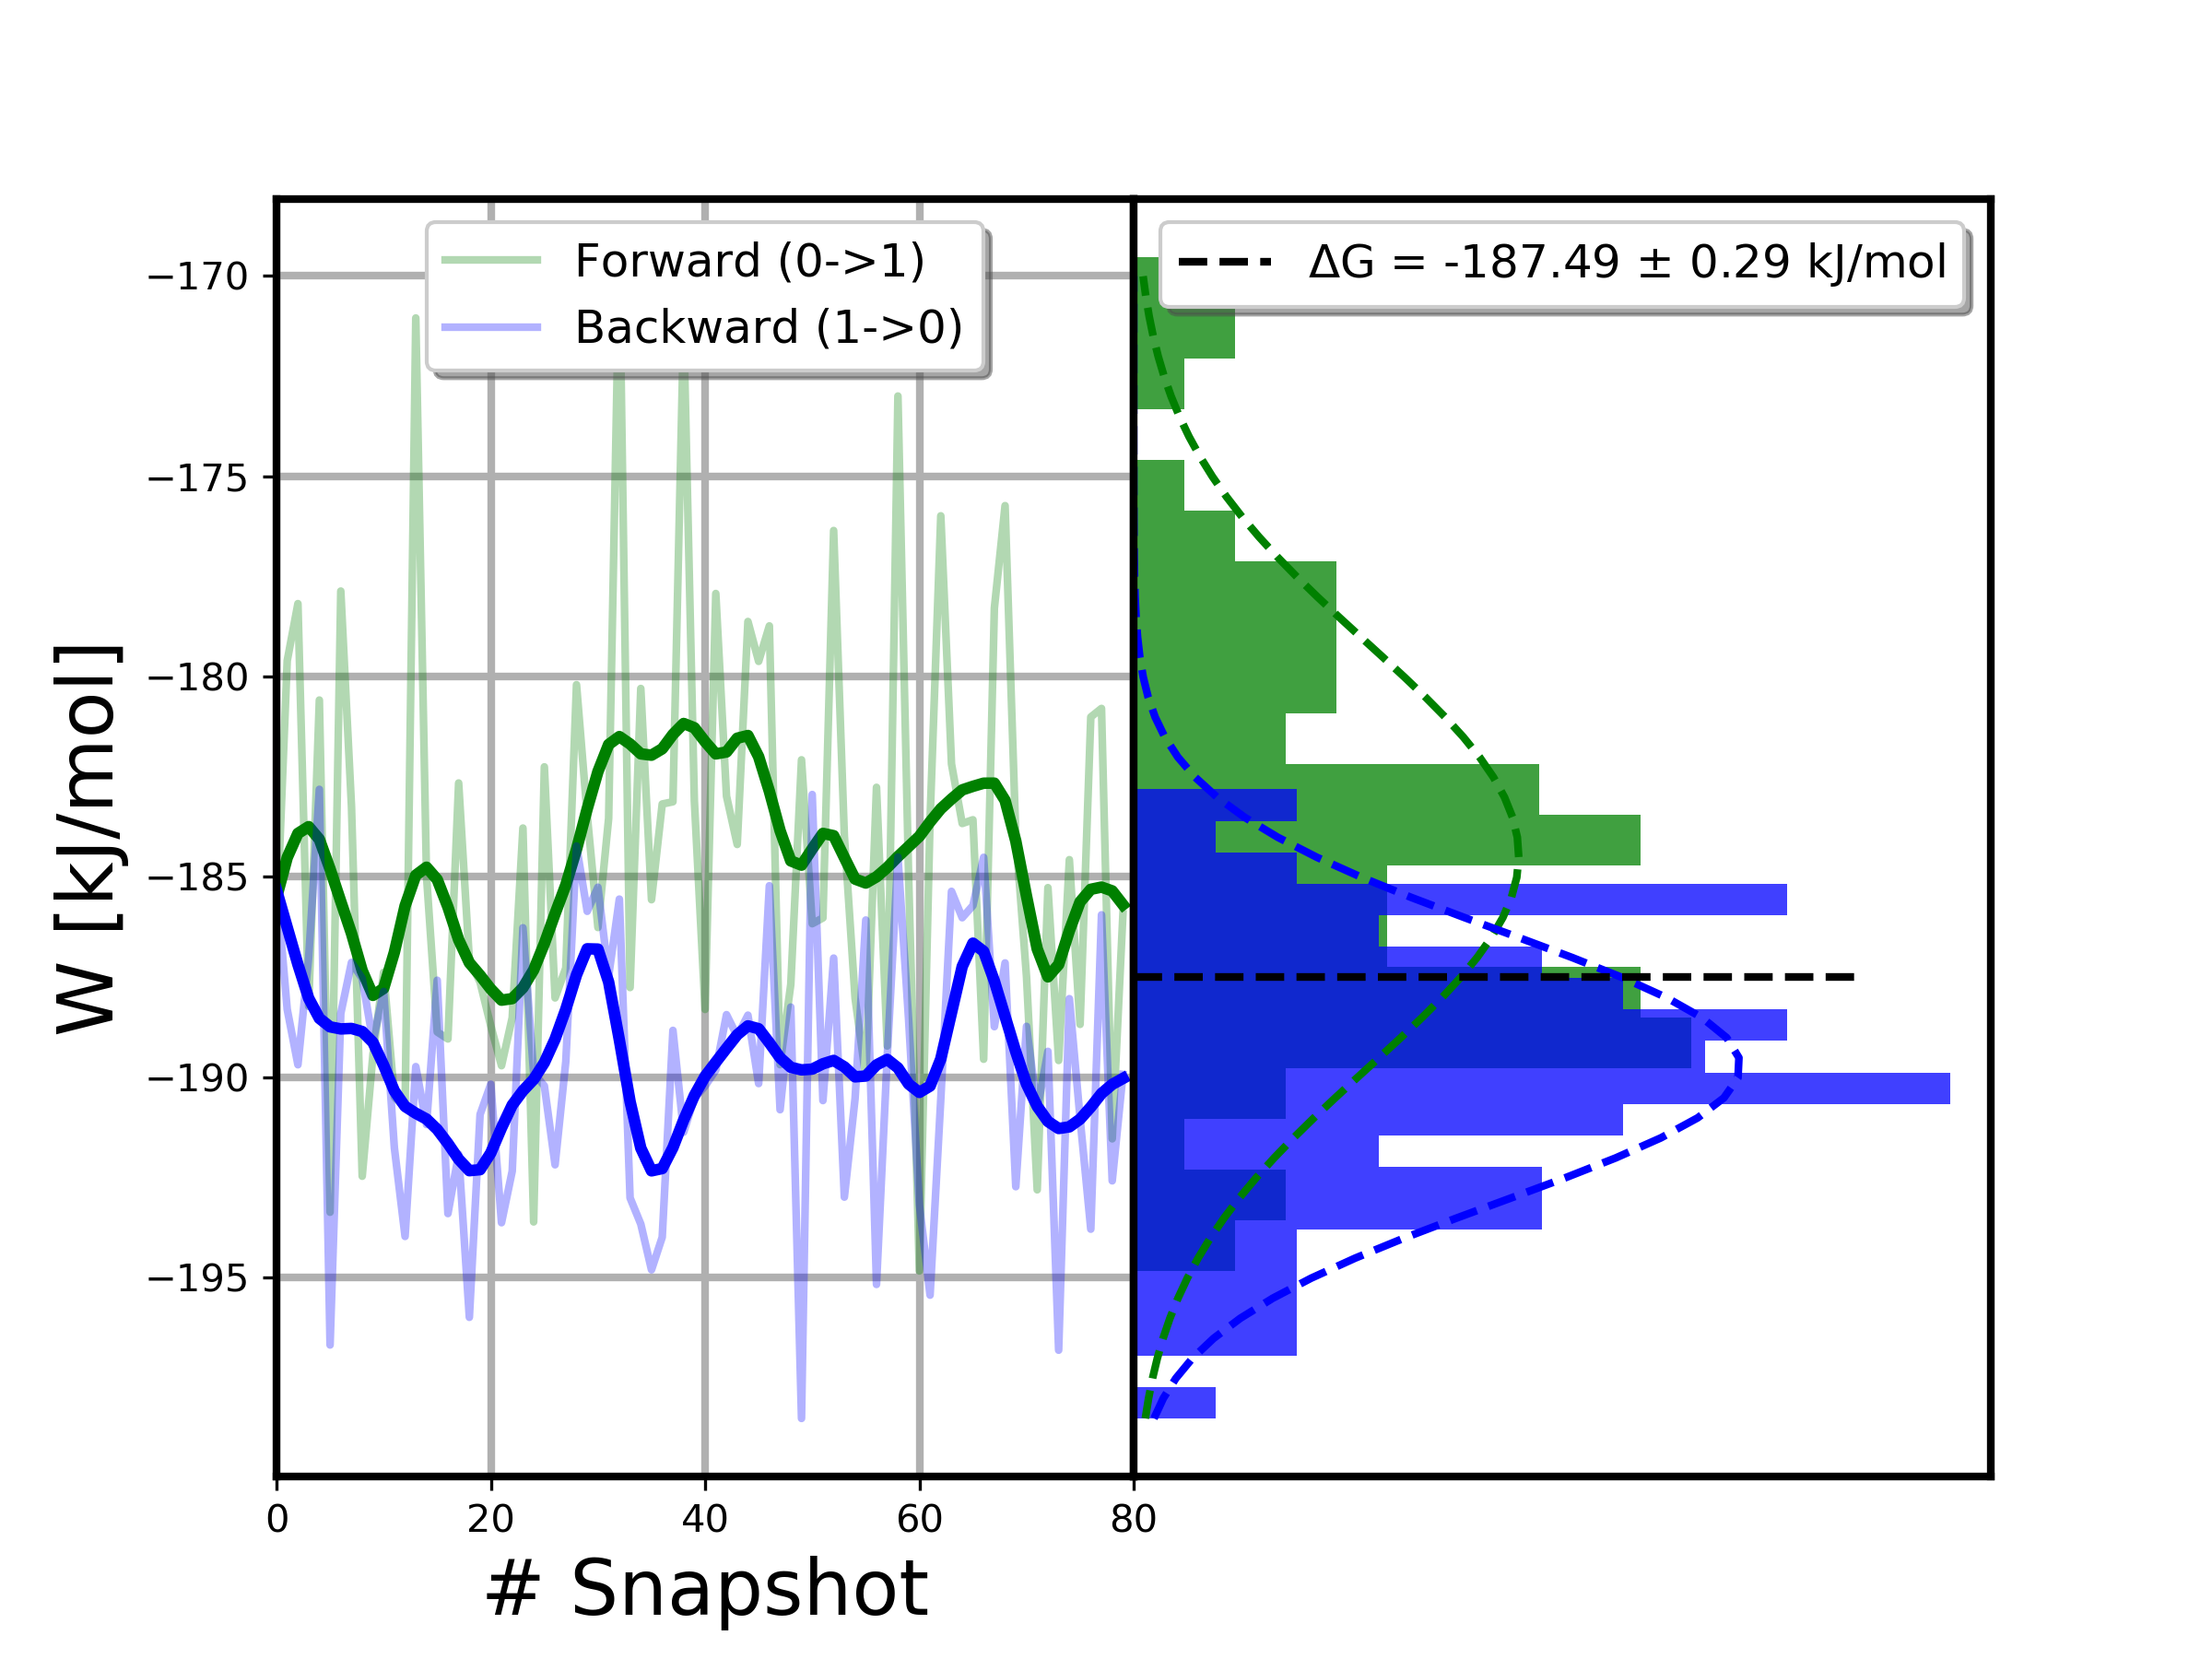 Forward (0->1)
Backward (1->0)
ΔG = -187.49 ± 0.29 kJ/mol
W [kJ/mol]
−170
−175
−180
−185
−190
−195
0 20 40 60 80
# Snapshot